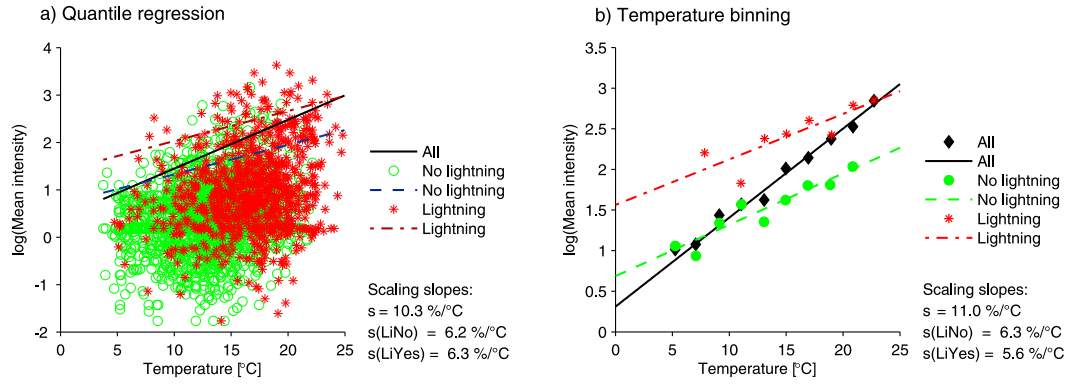 a) Quantile regression
4
3
2
1
0
-1
-2
log(Mean intensity)
0 5 10 15 20 25
Temperature [°C]
All
No lightning
No lightning
Lightning
Lightning
Scaling slopes:
s = 10.3 %/°C
s(LiNo) = 6.2 %/°C
s(LiYes) = 6.3 %/°C
b) Temperature binning
3.5
3
2.5
2
1.5
1
0.5
0
log(Mean intensity)
0 5 10 15 20 25
Temperature [°C]
All
All
No lightning
No lightning
Lightning
Lightning
Scaling slopes:
s = 11.0 %/°C
s(LiNo) = 6.3 %/°C
s(LiYes) = 5.6 %/°C